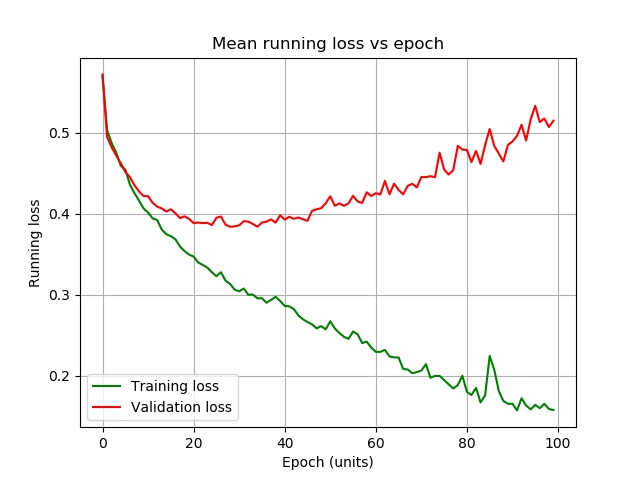 Mean running loss vs epoch
Running loss
0.5
0.4
0.3
0.2
Training loss
Validation loss
0 20 40 60 80 100
Epoch (units)